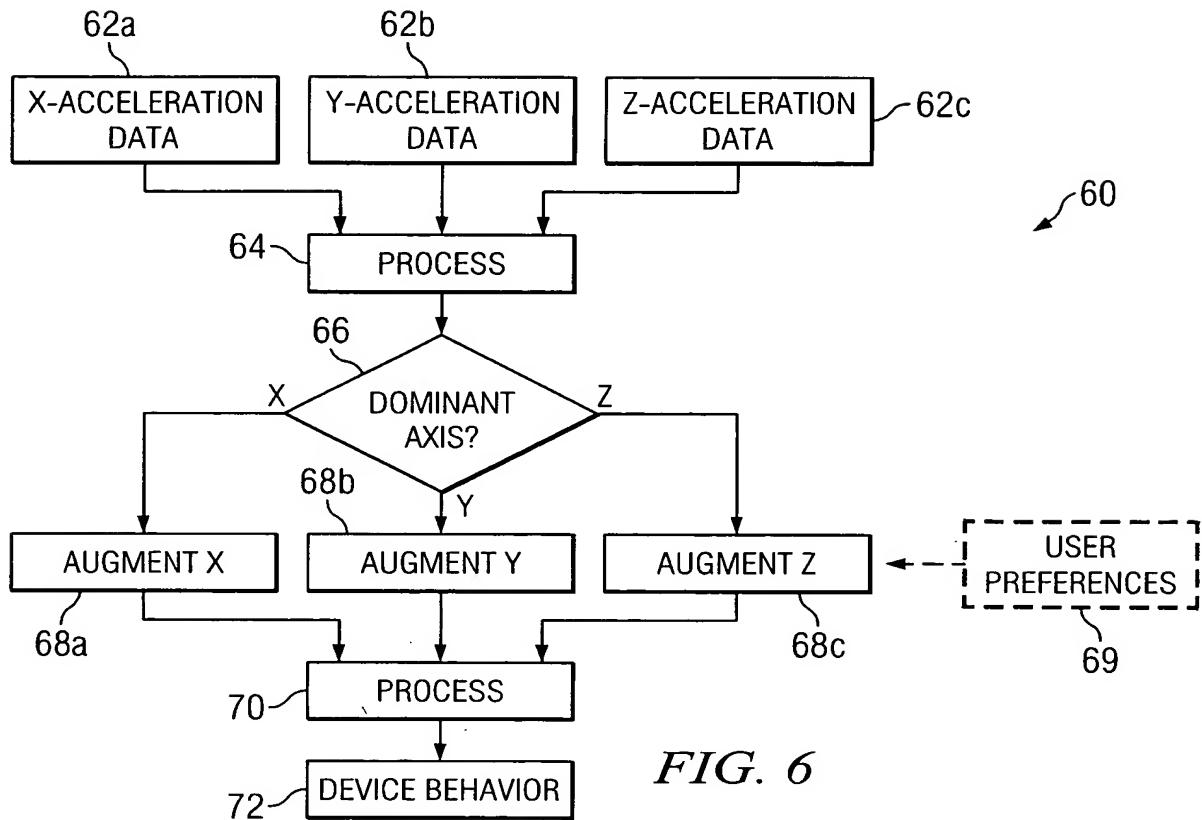 62a
62b
X-ACCELERATION
DATA
Y-ACCELERATION
DATA
Z-ACCELERATION
DATA
62c
60
64
PROCESS
66
X
DOMINANT
AXIS?
Z
Y
68b
AUGMENT X
AUGMENT Y
AUGMENT Z
USER
PREFERENCES
68a
68c
69
70
PROCESS
72
DEVICE BEHAVIOR
FIG. 6